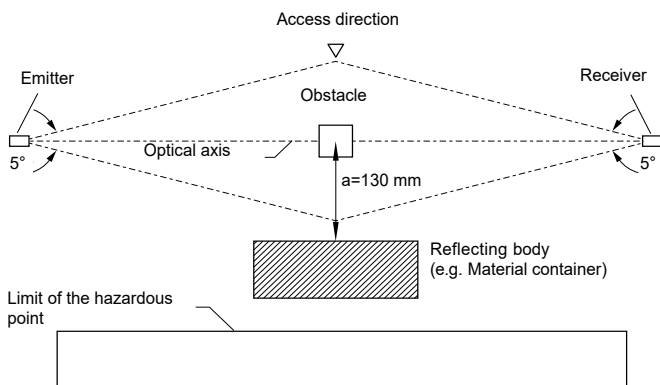 Access direction
Emitter
Receiver
Obstacle
5°
Optical axis
5°
a=130 mm
Reflecting body
(e.g. Material container)
Limit of the hazardous
point